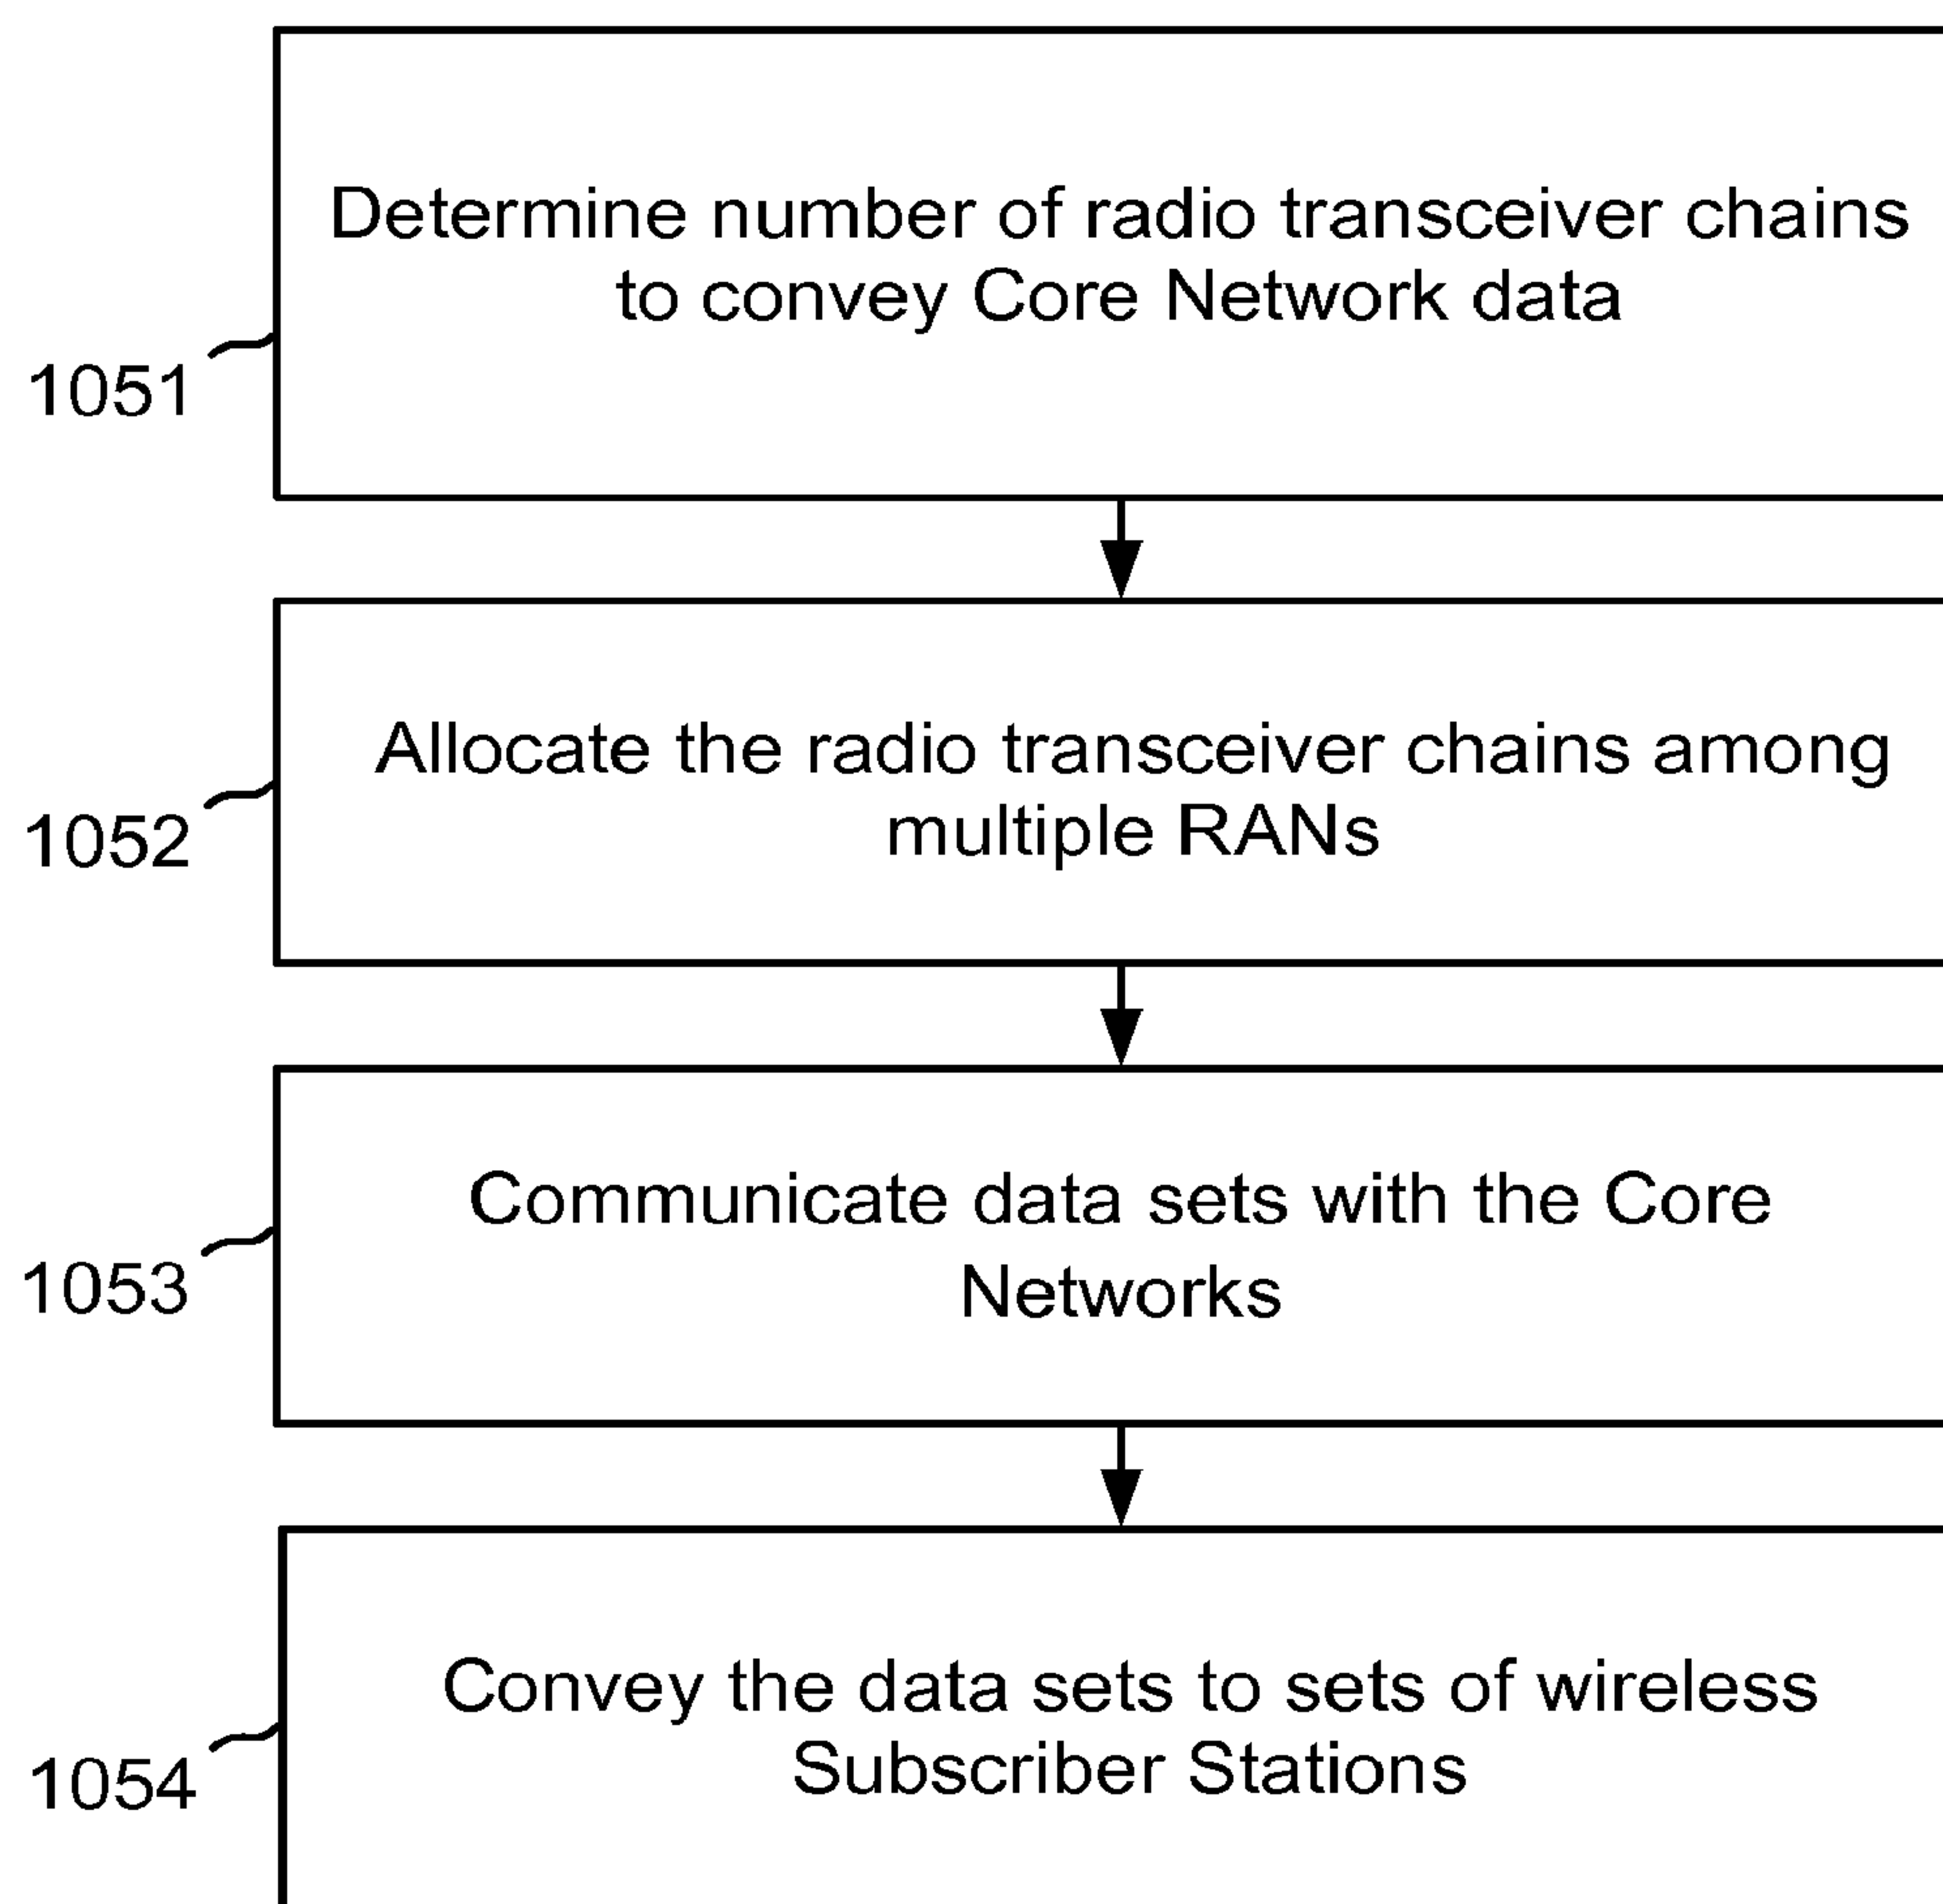 Determine number of radio transceiver chains
to convey Core Network data
1051
Allocate the radio transceiver chains among
multiple RANs
1052
Communicate data sets with the Core
Networks
1053
Convey the data sets to sets of wireless
Subscriber Stations
1054